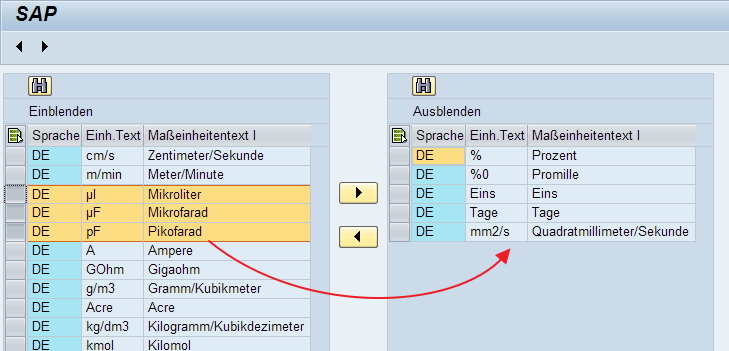 SAP
Einblenden
Sprache Einh.Text Maßeinheitentext I
DE cm/s Zentimeter/Sekunde
DE m/min Meter/Minute
DE µl Mikroliter
DE µF Mikrofarad
DE pF Pikofarad
DE A Ampere
DE GOhm Gigaohm
DE g/m3 Gramm/Kubikmeter
DE Acre Acre
DE kg/dm3 Kilogramm/Kubikdezimeter
DE kmol Kilomol
Ausblenden
Sprache Einh.Text Maßeinheitentext I
DE % Prozent
DE %0 Promille
DE Eins Eins
DE Tage Tage
DE mm2/s Quadratmillimeter/Sekunde